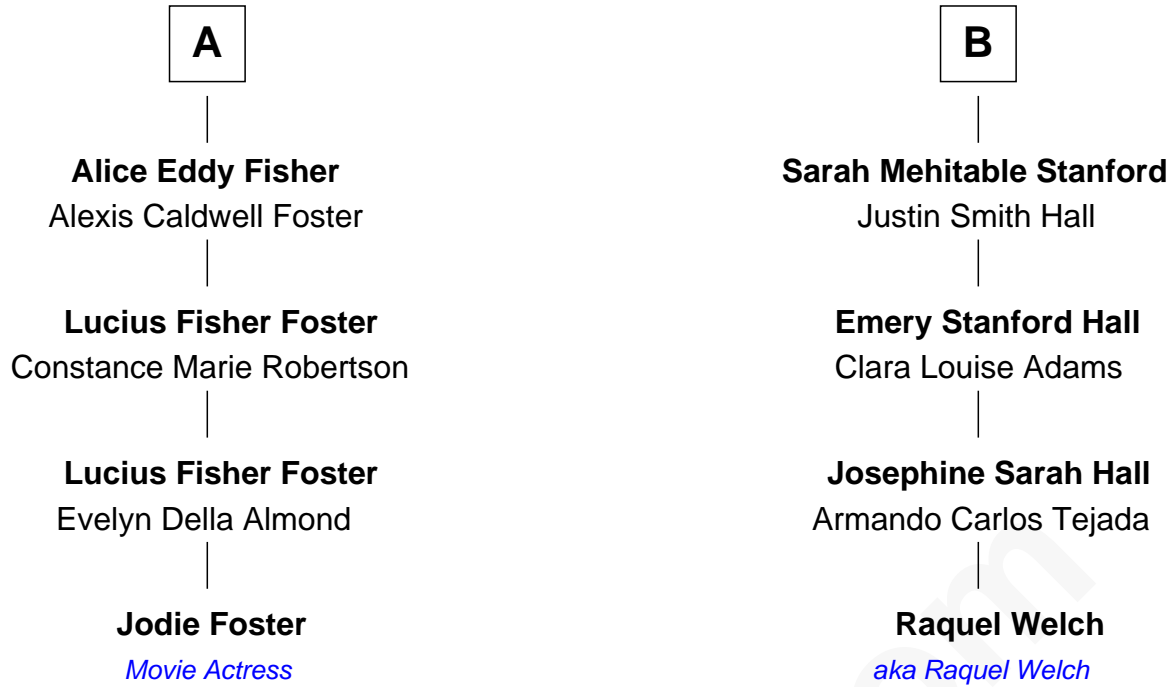 A
Alice Eddy Fisher
Alexis Caldwell Foster
Lucius Fisher Foster
Constance Marie Robertson
Lucius Fisher Foster
Evelyn Della Almond
Jodie Foster
Movie Actress
B
Sarah Mehitable Stanford
Justin Smith Hall
Emery Stanford Hall
Clara Louise Adams
Josephine Sarah Hall
Armando Carlos Tejada
Raquel Welch
aka Raquel Welch